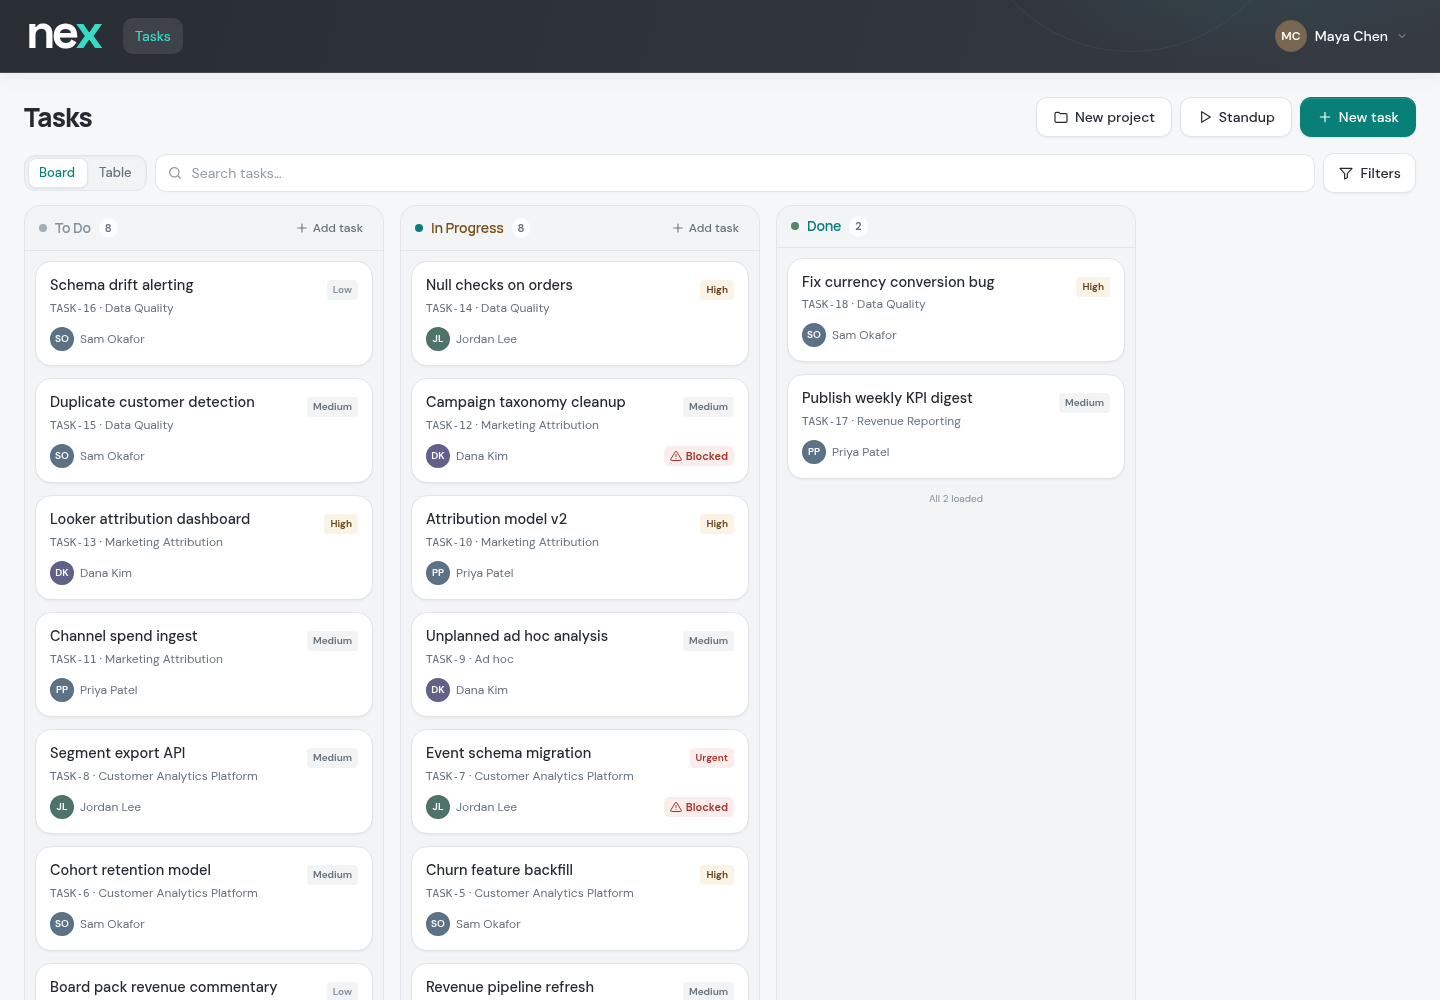 nex
Tasks
MC
Maya Chen
Tasks
New project
Standup
New task
Board
Table
Search tasks...
Filters
To Do 8
Add task
Schema drift alerting
Low
TASK-16 · Data Quality
SO Sam Okafor
Duplicate customer detection
Medium
TASK-15 · Data Quality
SO Sam Okafor
Looker attribution dashboard
High
TASK-13 · Marketing Attribution
DK Dana Kim
Channel spend ingest
Medium
TASK-11 · Marketing Attribution
PP Priya Patel
Segment export API
Medium
TASK-8 · Customer Analytics Platform
JL Jordan Lee
Cohort retention model
Medium
TASK-6 · Customer Analytics Platform
SO Sam Okafor
Board pack revenue commentary
Low
In Progress 8
Add task
Null checks on orders
High
TASK-14 · Data Quality
JL Jordan Lee
Campaign taxonomy cleanup
Medium
TASK-12 · Marketing Attribution
DK Dana Kim
Blocked
Attribution model v2
High
TASK-10 · Marketing Attribution
PP Priya Patel
Unplanned ad hoc analysis
Medium
TASK-9 · Ad hoc
DK Dana Kim
Event schema migration
Urgent
TASK-7 · Customer Analytics Platform
JL Jordan Lee
Blocked
Churn feature backfill
High
TASK-5 · Customer Analytics Platform
SO Sam Okafor
Revenue pipeline refresh
Medium
Done 2
Fix currency conversion bug
High
TASK-18 · Data Quality
SO Sam Okafor
Publish weekly KPI digest
Medium
TASK-17 · Revenue Reporting
PP Priya Patel
All 2 loaded